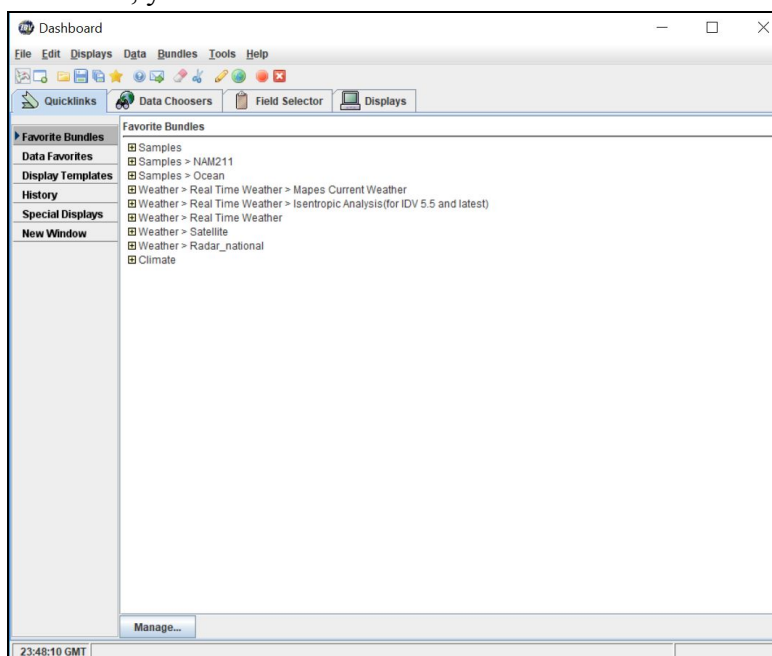 Dashboard
File Edit Displays Data Bundles Tools Help
Quicklinks Data Choosers Field Selector Displays
Favorite Bundles
Favorite Bundles
Data Favorites
Display Templates
History
Special Displays
New Window
Samples
Samples > NAM211
Samples > Ocean
Weather > Real Time Weather > Mapes Current Weather
Weather > Real Time Weather > Isentropic Analysis(for IDV 5.5 and latest)
Weather > Real Time Weather
Weather > Satellite
Weather > Radar_national
Climate
Manage...
23:48:10 GMT